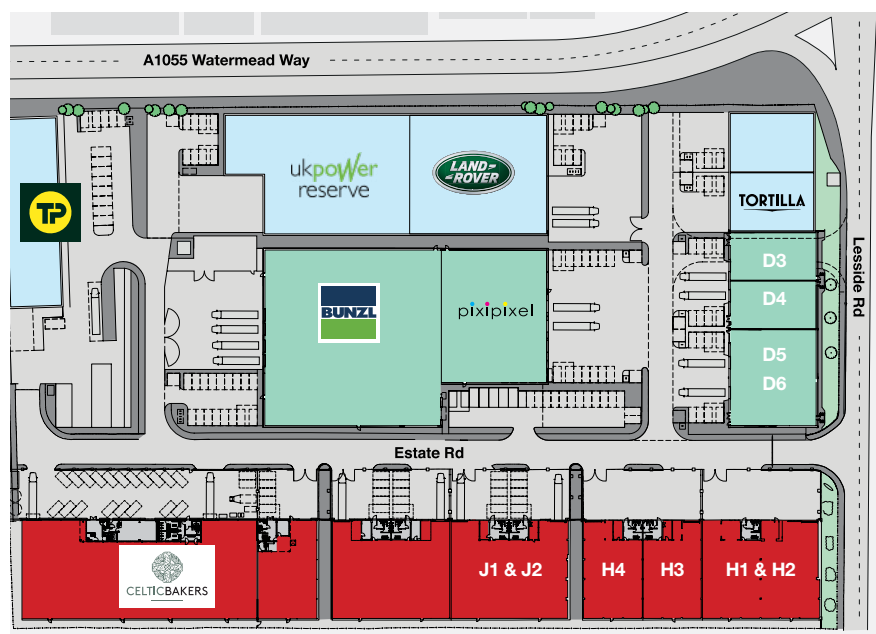 A1055 Watermead Way
ukpower
reserve
LAND-
-ROVER
TP
TORTILLA
Lesside Rd
D3
D4
BUNZL
pixipixel
D5
D6
Estate Rd
J1 & J2
H4
H3
H1 & H2
CELTICBAKERS